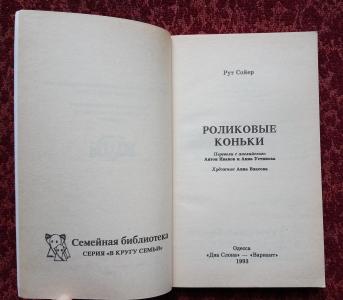 Семейная библиотека
СЕРИЯ «В КРУГУ СЕМЬИ»
Рут Сойер
РОЛИКОВЫЕ
КОНЬКИ
Перевели с английского
Антон Иванов и Анна Устинова
Художник Анна Власова
Одесса
«Два Слона» — «Вариант»
1993